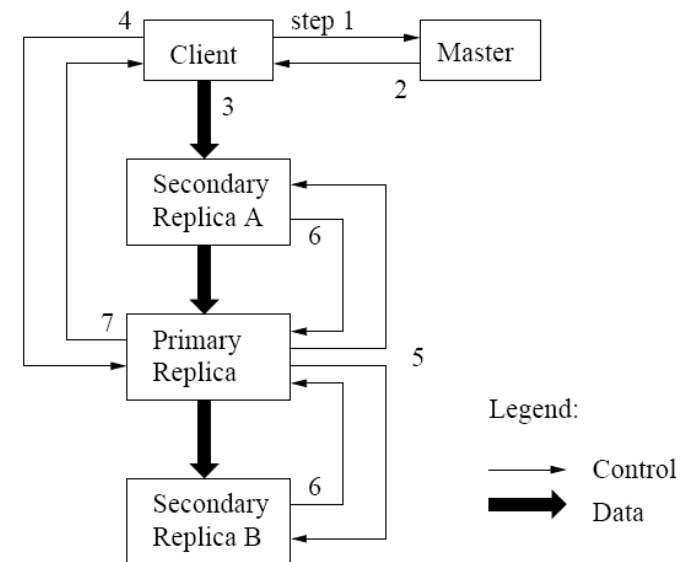 4
step 1
Client
Master
2
3
Secondary
Replica A
6
7
Primary
Replica
5
Legend:
Control
6
Secondary
Replica B
Data